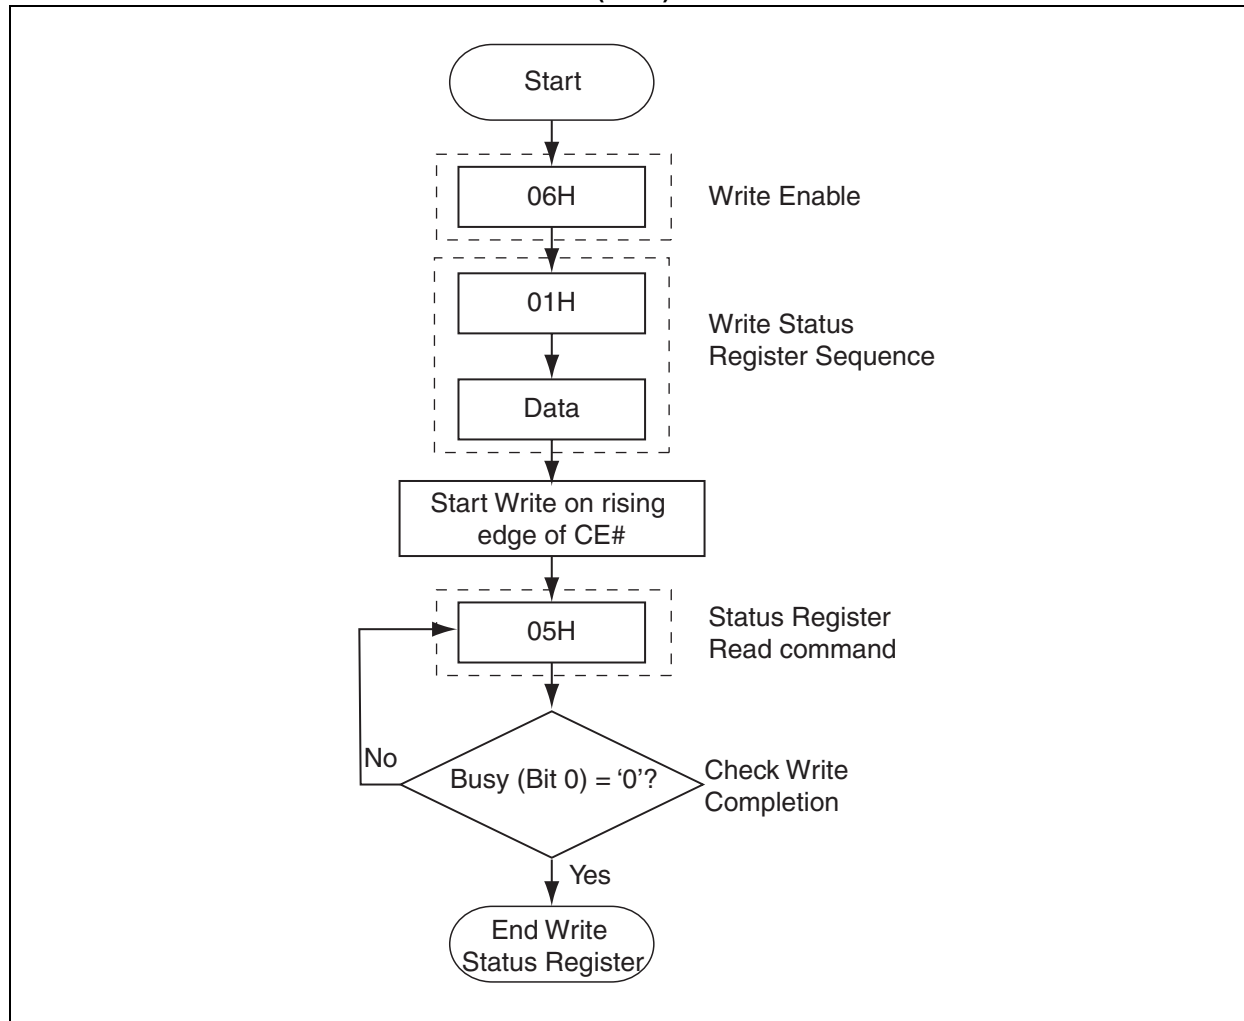 Start
06H
Write Enable
01H
Write Status
Register Sequence
Data
Start Write on rising
edge of CE#
05H
Status Register
Read command
No
Busy (Bit 0) = ‘0’?
Check Write
Completion
Yes
End Write
Status Register